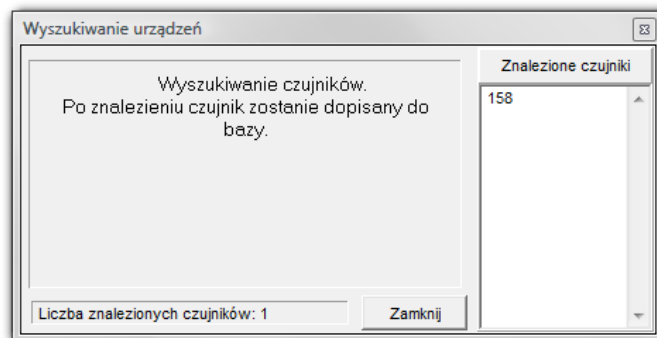 Wyszukiwanie urządzeń
Wyszukiwanie czujników.
Po znalezieniu czujnik zostanie dopisany do
bazy.
Znalezione czujniki
158
Liczba znalezionych czujników: 1
Zamknij